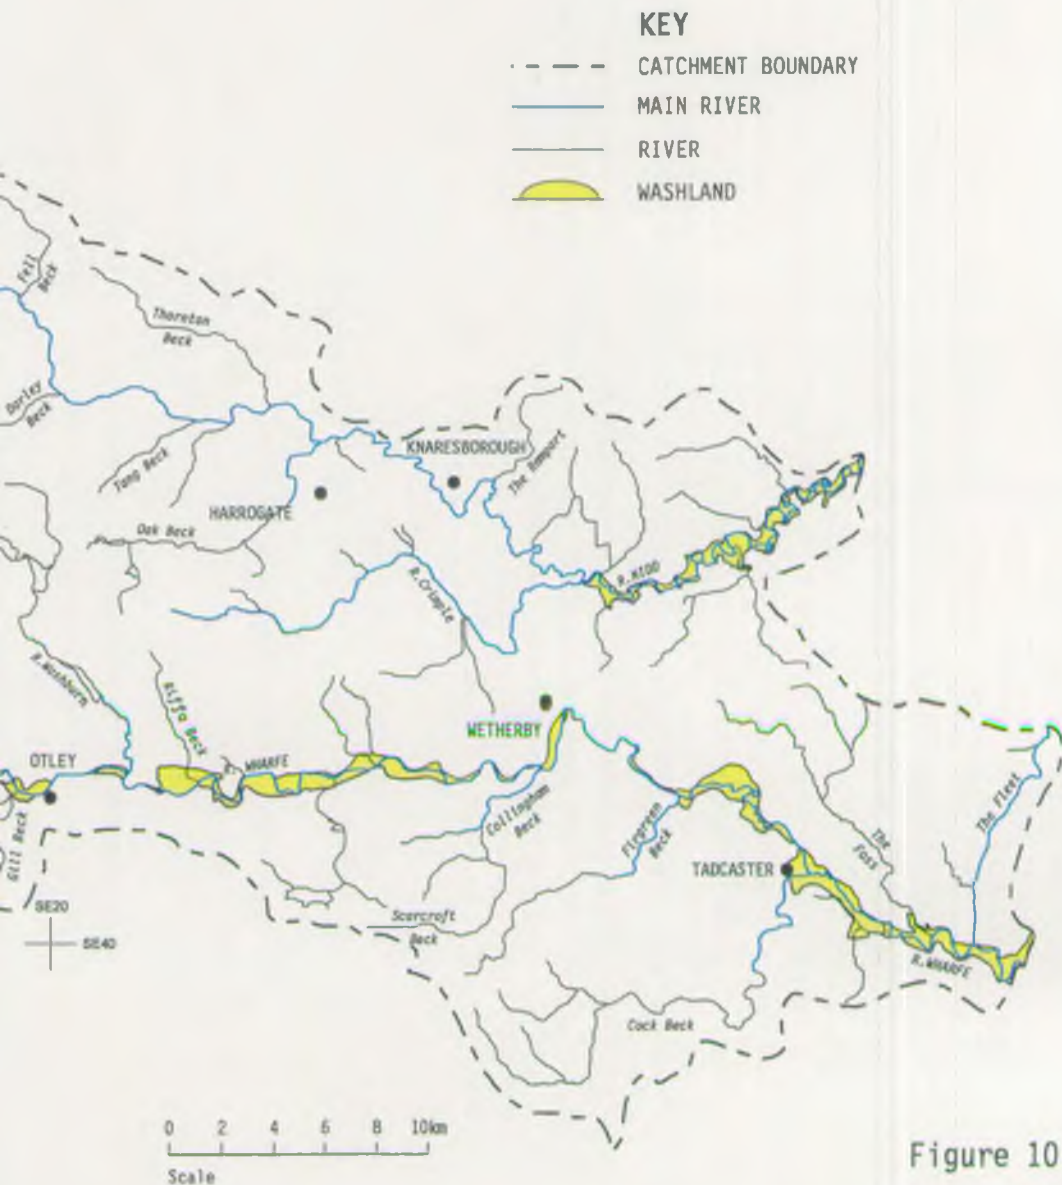 KEY
CATCHMENT BOUNDARY
MAIN RIVER
RIVER
WASHLAND
Fell
Beck
Thornton
Beck
Darley
Beck
KNARESBOROUGH
The Rampart
Tang Beck
HARROGATE
Oak Beck
R.NIDD
R.Crimple
R.Washburn
Riffa Beck
WETHERBY
OTLEY
R. WHARFE
Collingham
Beck
Firgreen
Beck
The Fleet
Gill Beck
TADCASTER
The
Foss
SE20
SE40
Scarcroft
Beck
R.WHARFE
Cock Beck
0 2 4 6 8 10km
Scale
Figure 10